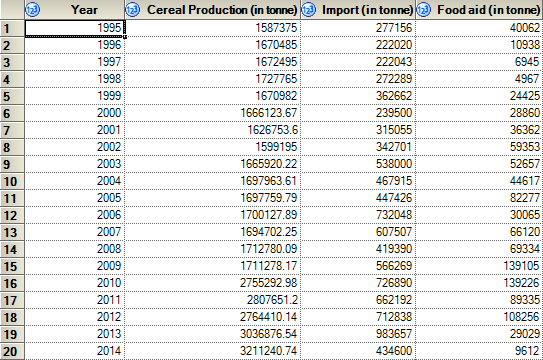 Year Cereal Production (in tonne) Import (in tonne) Food aid (in tonne)
1 1995 1587375 277156 40062
2 1996 1670485 222020 10938
3 1997 1672495 222043 6945
4 1998 1727765 272289 4967
5 1999 1670982 362662 24425
6 2000 1666123.67 239500 28860
7 2001 1626753.6 315055 36362
8 2002 1599195 342701 59353
9 2003 1665920.22 538000 52657
10 2004 1697963.61 467915 44617
11 2005 1697759.79 447426 82277
12 2006 1700127.89 732048 30065
13 2007 1694702.25 607507 66120
14 2008 1712780.09 419390 69334
15 2009 1711278.17 566269 139105
16 2010 2755292.98 726890 139226
17 2011 2807651.2 662192 89335
18 2012 2764410.14 712838 108256
19 2013 3036876.54 983657 29029
20 2014 3211240.74 434600 9612